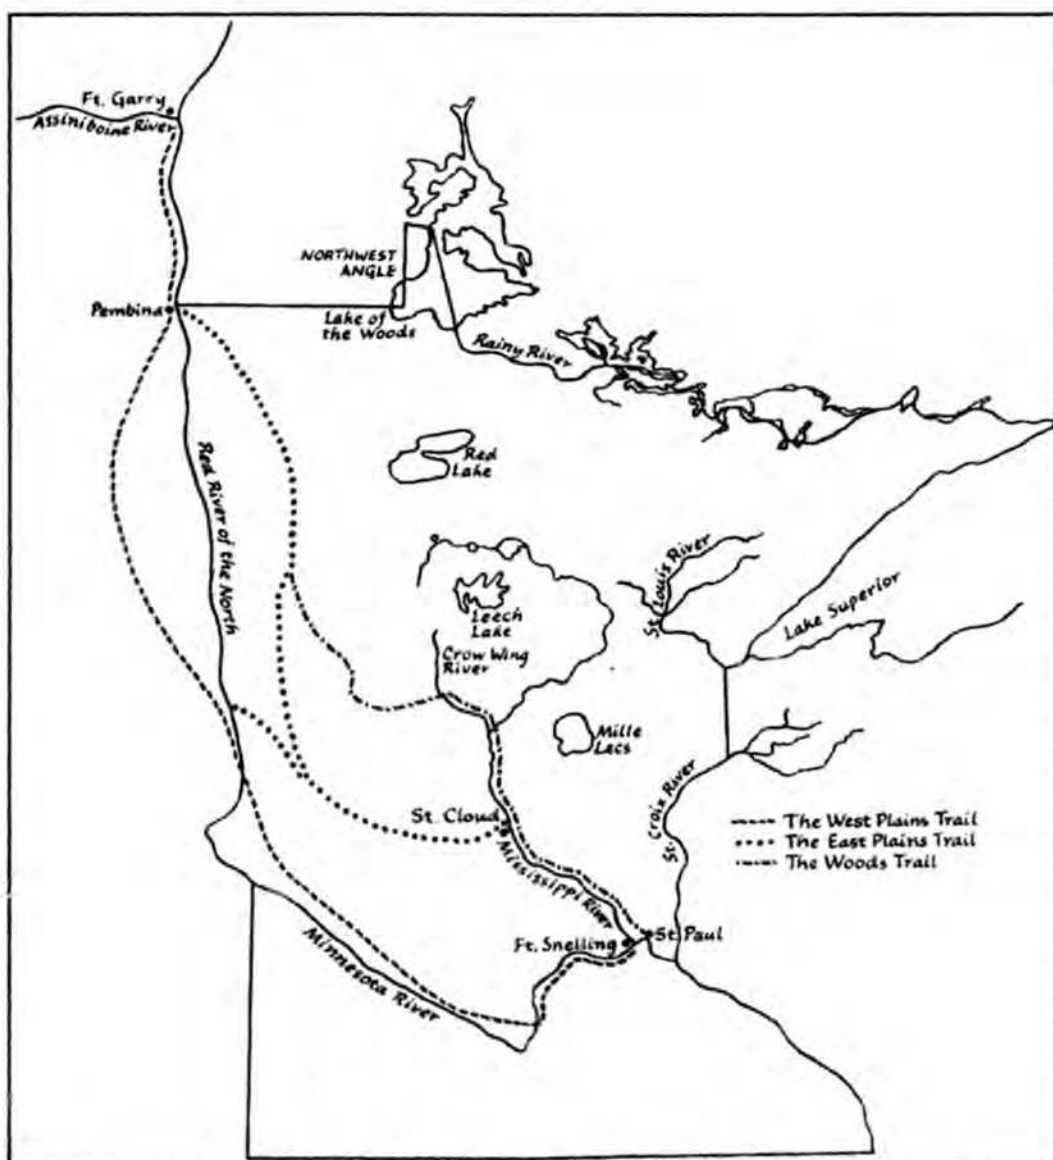 Ft. Garry
Assiniboine River
NORTHWEST
ANGLE
Pembina
Lake of
the Woods
Rainy River
Red River of the North
Red
Lake
St. Louis River
Leech
Lake
Lake Superior
Crow Wing
River
Mille
Lacs
St. Croix River
St. Cloud
The West Plains Trail
The East Plains Trail
The Woods Trail
Mississippi River
St. Paul
Ft. Snelling
Minnesota River